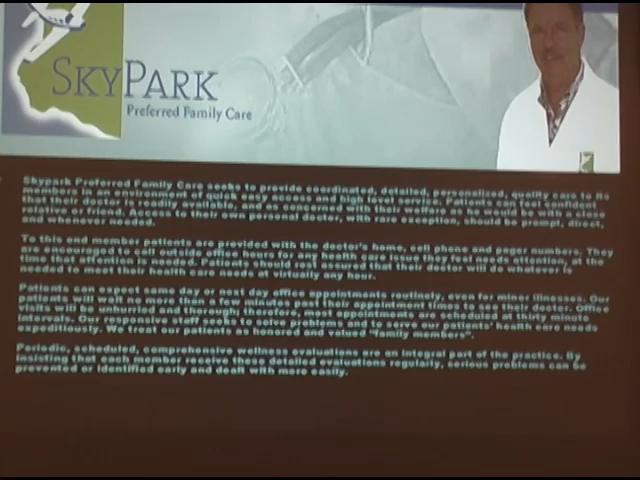 SKYPARK
Preferred Family Care
Skypark Preferred Family Care seeks to provide coordinated, detailed, personalized, quality care to its
members in an environment of quick easy access and high level service. Patients can feel confident
that their doctor is readily available, and as concerned with their welfare as he would be with a close
relative or friend. Access to their own personal doctor, with rare exception, should be prompt, direct,
and whenever needed.
To this end member patients are provided with the doctor's home, cell phone and pager numbers. They
are encouraged to call outside office hours for any health care issue they feel needs attention, at the
time that attention is needed. Patients should rest assured that their doctor will do whatever is
needed to meet their health care needs at virtually any hour.
Patients can expect same day or next day office appointments routinely, even for minor illnesses. Our
patients will wait no more than a few minutes past their appointment times to see their doctor. Office
visits will be unhurried and thorough; therefore, most appointments are scheduled at thirty minute
intervals. Our responsive staff seeks to solve problems and to serve our patients' health care needs
expeditiously. We treat our patients as honored and valued "family members".
Periodic, scheduled, comprehensive wellness evaluations are an integral part of the practice. By
insisting that each member receive these detailed evaluations regularly, serious problems can be
prevented or identified early and dealt with more easily.